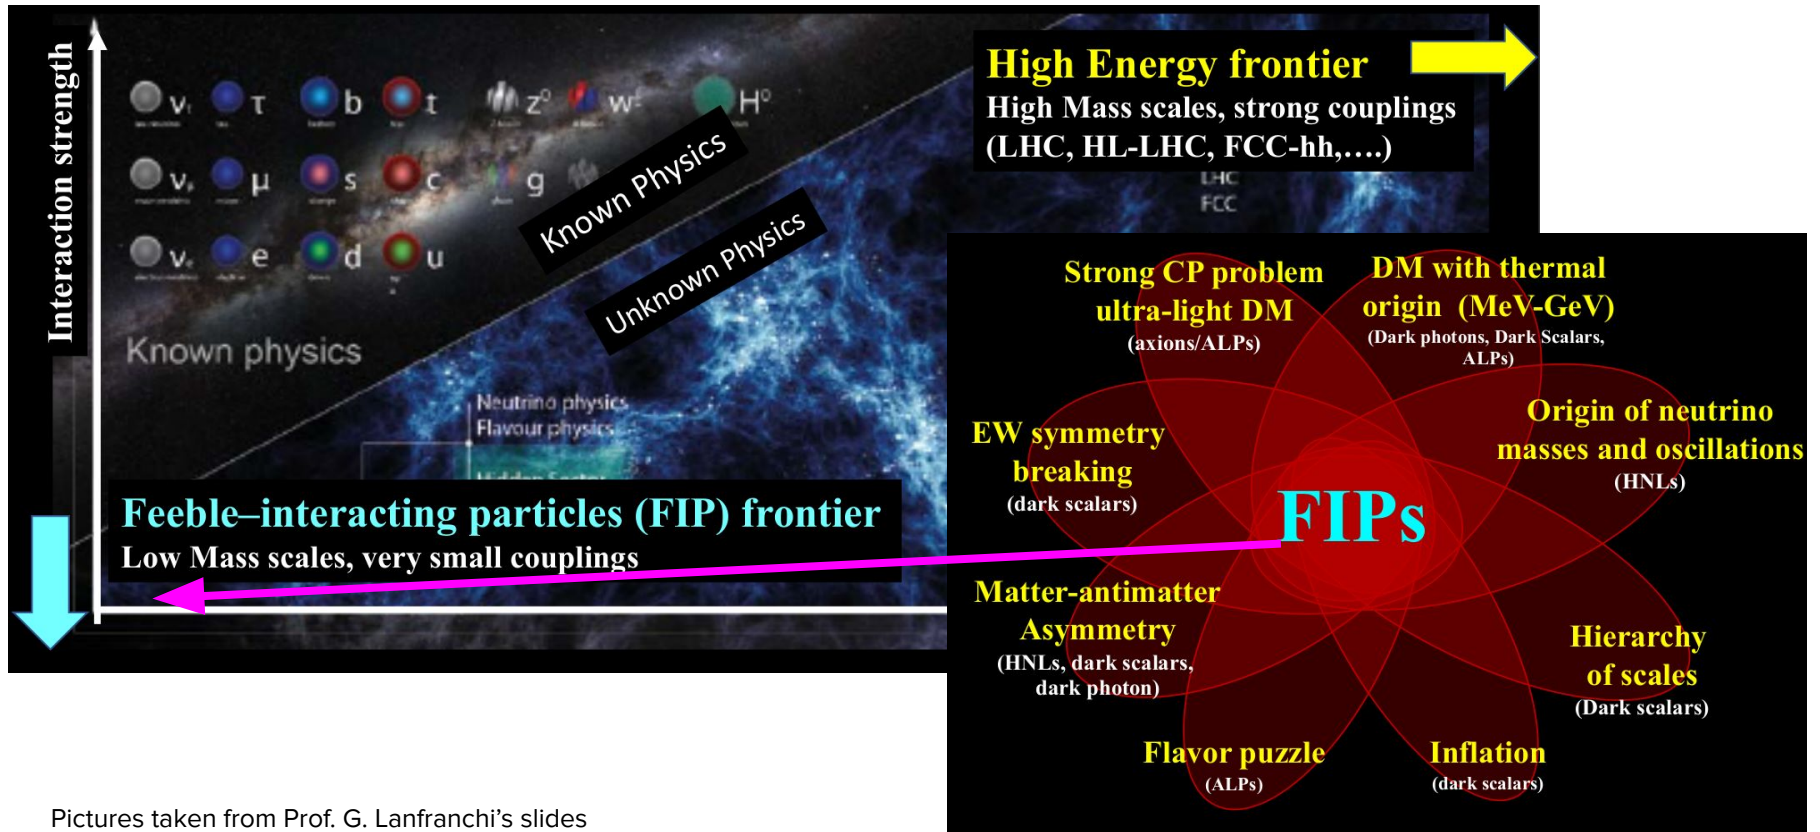 Interaction strength
ν τ b t Z⁰ W± H⁰
ν μ s c g
ν e d u
Known physics
Known Physics
Unknown Physics
Neutrino physics
Flavour physics
Hidden Sector
High Energy frontier
High Mass scales, strong couplings
(LHC, HL-LHC, FCC-hh,....)
LHC
FCC
Feeble–interacting particles (FIP) frontier
Low Mass scales, very small couplings
Strong CP problem
ultra-light DM
(axions/ALPs)
DM with thermal
origin (MeV-GeV)
(Dark photons, Dark Scalars,
ALPs)
EW symmetry
breaking
(dark scalars)
Origin of neutrino
masses and oscillations
(HNLs)
FIPs
Matter-antimatter
Asymmetry
(HNLs, dark scalars,
dark photon)
Hierarchy
of scales
(Dark scalars)
Flavor puzzle
(ALPs)
Inflation
(dark scalars)
Pictures taken from Prof. G. Lanfranchi's slides